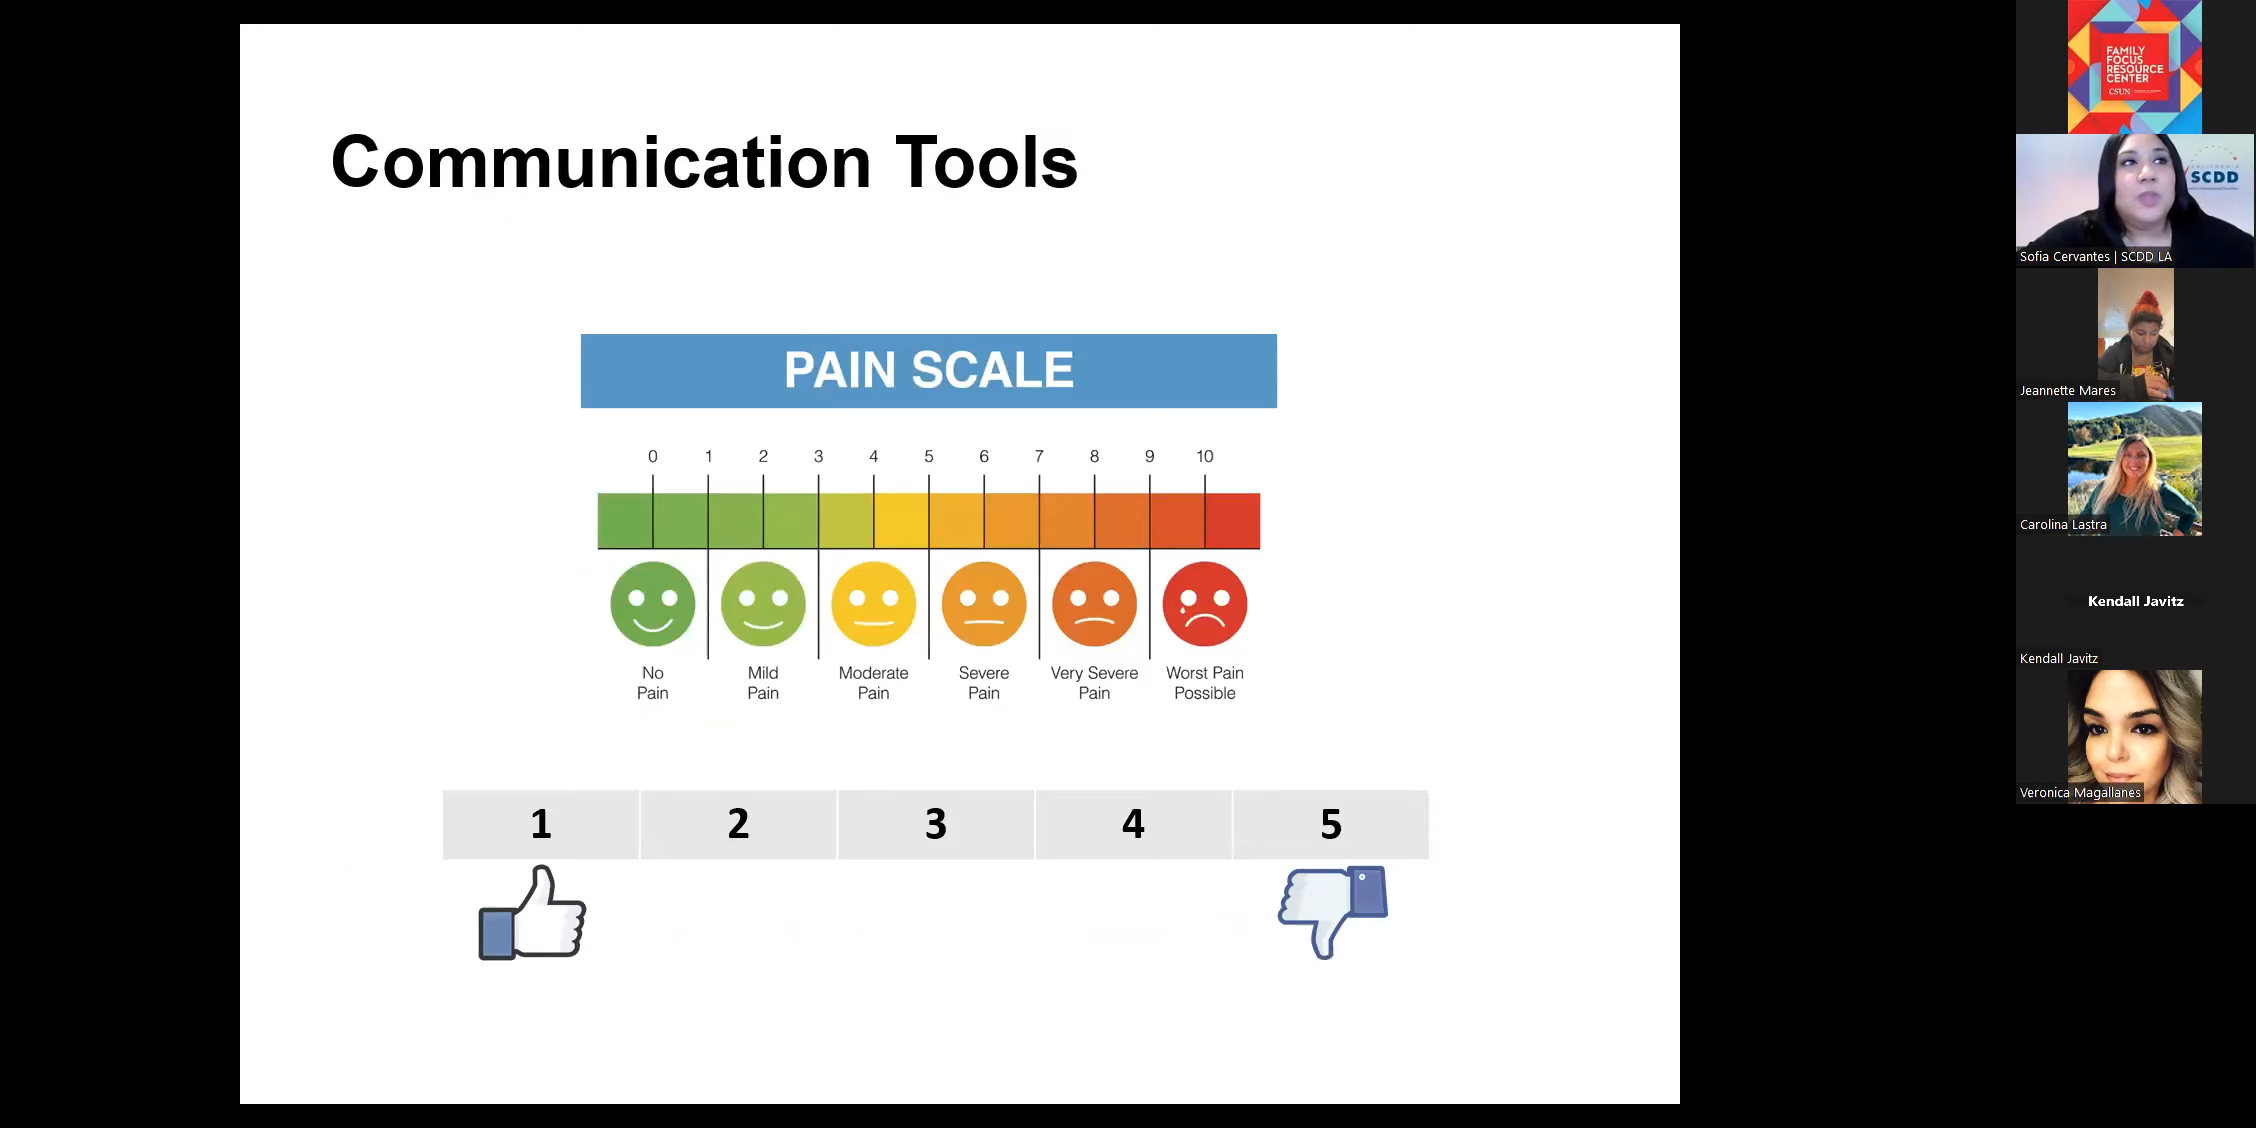 Communication Tools
PAIN SCALE
0 1 2 3 4 5 6 7 8 9 10
No Pain
Mild Pain
Moderate Pain
Severe Pain
Very Severe Pain
Worst Pain Possible
1 2 3 4 5
FAMILY
FOCUS
RESOURCE
CENTER
CSUN
CALIFORNIA
SCDD
Sofia Cervantes | SCDD LA
Jeannette Mares
Carolina Lastra
Kendall Javitz
Kendall Javitz
Veronica Magallanes